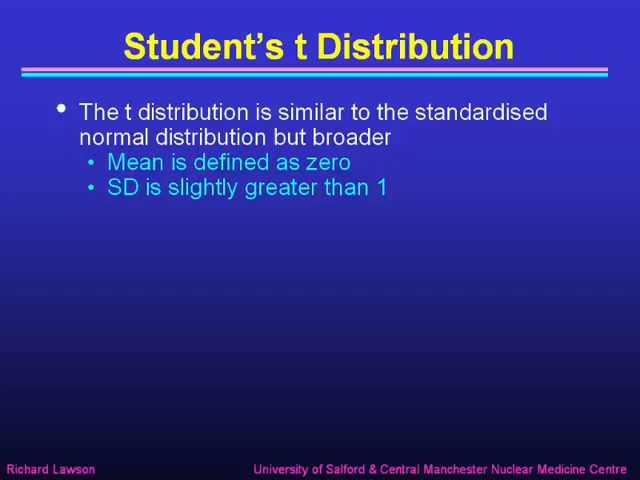 Student's t Distribution
• The t distribution is similar to the standardised
normal distribution but broader
• Mean is defined as zero
• SD is slightly greater than 1
Richard Lawson
University of Salford & Central Manchester Nuclear Medicine Centre